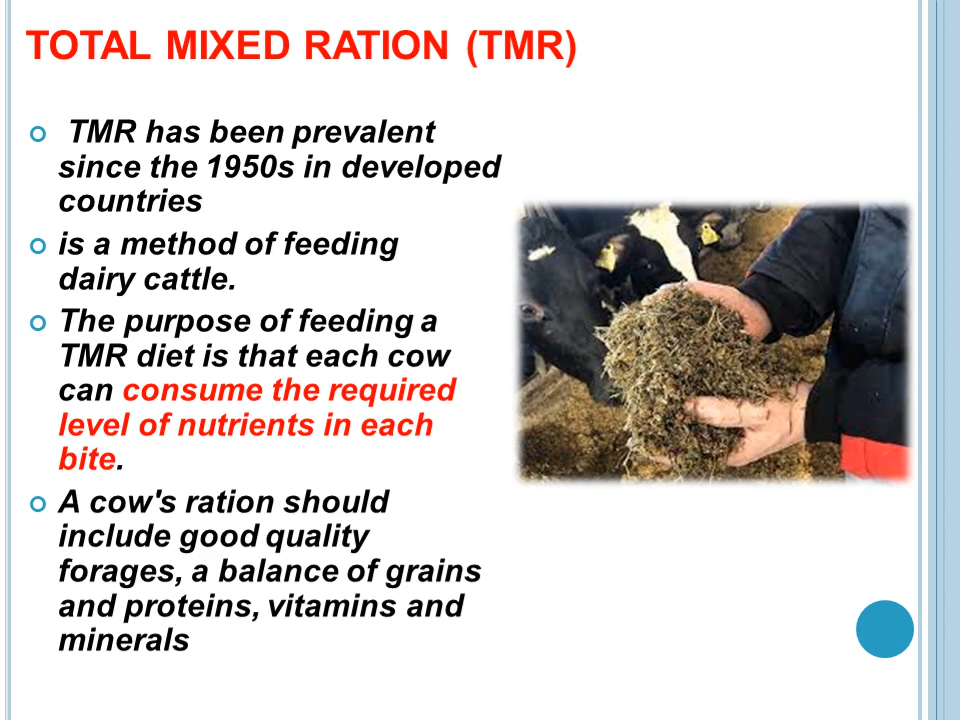 TOTAL MIXED RATION (TMR)
TMR has been prevalent
since the 1950s in developed
countries
is a method of feeding
dairy cattle.
The purpose of feeding a
TMR diet is that each cow
can consume the required
level of nutrients in each
bite.
A cow's ration should
include good quality
forages, a balance of grains
and proteins, vitamins and
minerals